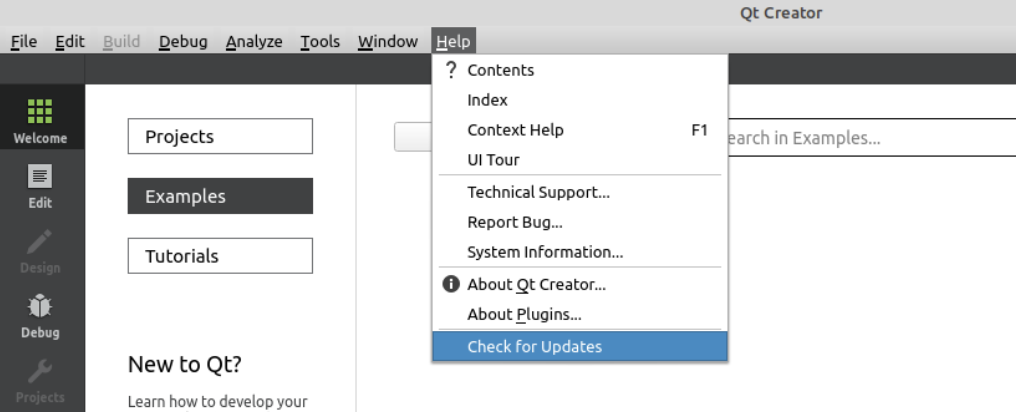 Qt Creator
File Edit Build Debug Analyze Tools Window Help
Welcome
Edit
Design
Debug
Projects
Projects
Examples
Tutorials
New to Qt?
Learn how to develop your
? Contents
Index
Context Help F1
UI Tour
Technical Support...
Report Bug...
System Information...
About Qt Creator...
About Plugins...
Check for Updates
earch in Examples...